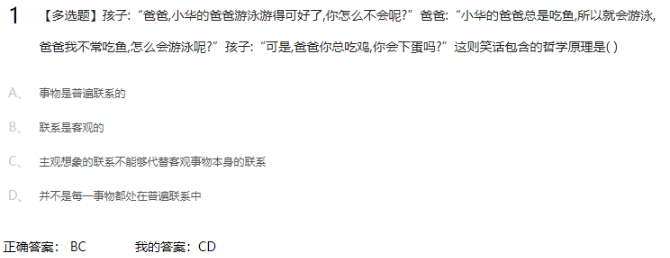 1 【多选题】孩子:“爸爸,小华的爸爸游泳游得可好了,你怎么不会呢?”爸爸:“小华的爸爸总是吃鱼,所以就会游泳,
爸爸我不常吃鱼,怎么会游泳呢?”孩子:“可是,爸爸你总吃鸡,你会下蛋吗?”这则笑话包含的哲学原理是( )
A、 事物是普遍联系的
B、 联系是客观的
C、 主观想象的联系不能够代替客观事物本身的联系
D、 并不是每一事物都处在普遍联系中
正确答案： BC 我的答案：CD